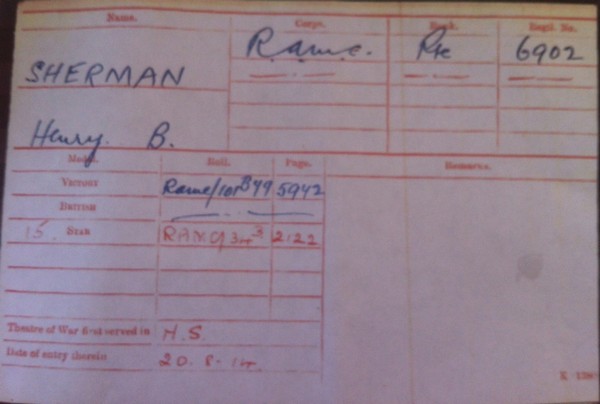 Name. Corps. Rank. Regtl. No.
SHERMAN R.a.m.c. Pte 6902
Henry. B.
Medal. Roll. Page. Remarks.
Victory Ramc/101B49 5942
British
15 Star RAMC/3A 2122
Theatre of War first served in H.S.
Date of entry therein 20. 8. 14.
K